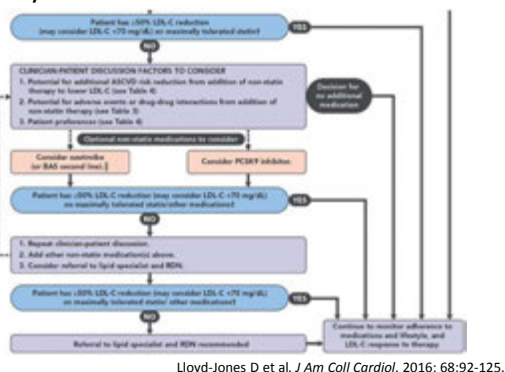 Patient has ≥50% LDL-C reduction
(may consider LDL-C <70 mg/dL) on maximally tolerated statin†
YES
NO
CLINICIAN-PATIENT DISCUSSION FACTORS TO CONSIDER
1. Potential for additional ASCVD risk reduction from addition of non-statin
therapy to lower LDL-C (see Table 4)
2. Potential for adverse events or drug-drug interactions from addition of
non-statin therapy (see Table 3)
3. Patient preferences (see Table 4)
Decision for
no additional
medication
Optional non-statin medications to consider
Consider ezetimibe
(or BAS second line)
Consider PCSK9 inhibitor
Patient has ≥50% LDL-C reduction (may consider LDL-C <70 mg/dL)
on maximally tolerated statin/other medications†
YES
NO
1. Repeat clinician-patient discussion.
2. Add other non-statin medication(s) above.
3. Consider referral to lipid specialist and RDN.
Patient has ≥50% LDL-C reduction (may consider LDL-C <70 mg/dL)
on maximally tolerated statin/ other medications†
YES
NO
Referral to lipid specialist and RDN recommended
Continue to monitor adherence to
medications and lifestyle, and
LDL-C response to therapy
Lloyd-Jones D et al. J Am Coll Cardiol. 2016: 68:92-125.